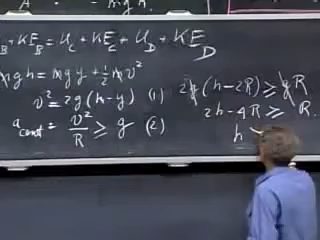 +KE_B = U_C + KE_C + U_D + KE_D
mgh = mgy + ½mv²
v² = 2g(h-y) (1)
a_cent = v²/R ≥ g (2)
2g(h-2R) ≥ gR
2h-4R ≥ R
h